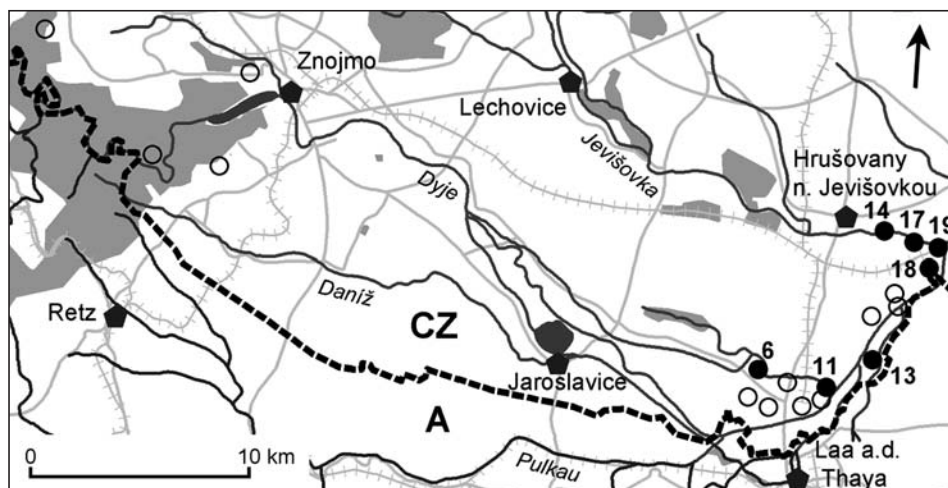 Znojmo
Lechovice
Jevišovka
Hrušovany
n. Jevišovkou
14
17
19
18
Dyje
Daníž
Retz
CZ
Jaroslavice
6
11
13
A
Laa a.d.
Thaya
Pulkau
0
10 km